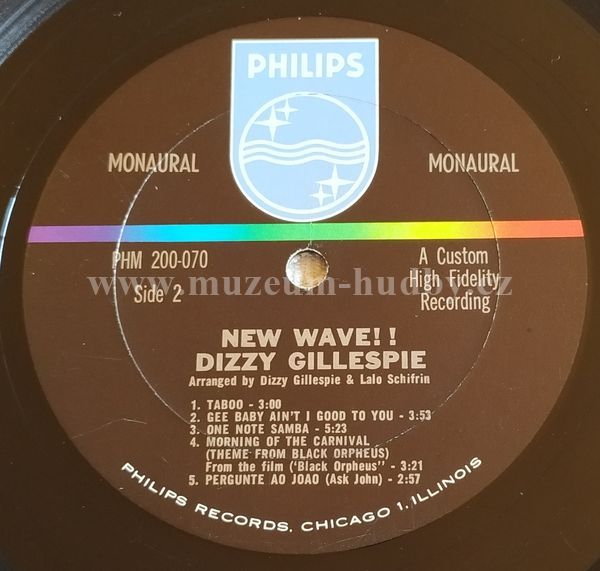 PHILIPS
MONAURAL
MONAURAL
PHM 200-070
Side 2
A Custom
High Fidelity
Recording
www.muzeum-hudby.cz
NEW WAVE!!
DIZZY GILLESPIE
Arranged by Dizzy Gillespie & Lalo Schifrin
1. TABOO - 3:00
2. GEE BABY AIN'T I GOOD TO YOU - 3:53
3. ONE NOTE SAMBA - 5:23
4. MORNING OF THE CARNIVAL
(THEME FROM BLACK ORPHEUS)
From the film ('Black Orpheus" - 3:21
5. PERGUNTE AO JOAO (Ask John) - 2:57
PHILIPS RECORDS, CHICAGO 1, ILLINOIS